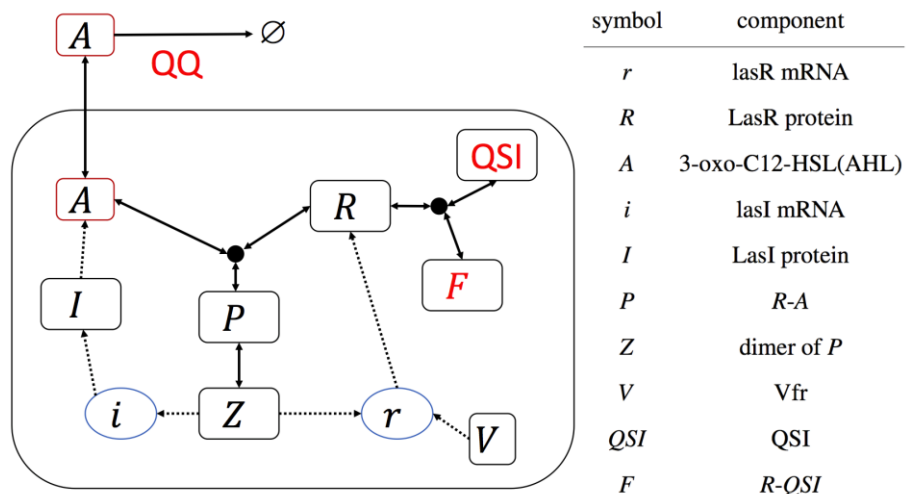 A
∅
QQ
A
R
QSI
F
I
P
i
Z
r
V
symbol component
r lasR mRNA
R LasR protein
A 3-oxo-C12-HSL(AHL)
i lasI mRNA
I LasI protein
P R-A
Z dimer of P
V Vfr
QSI QSI
F R-QSI